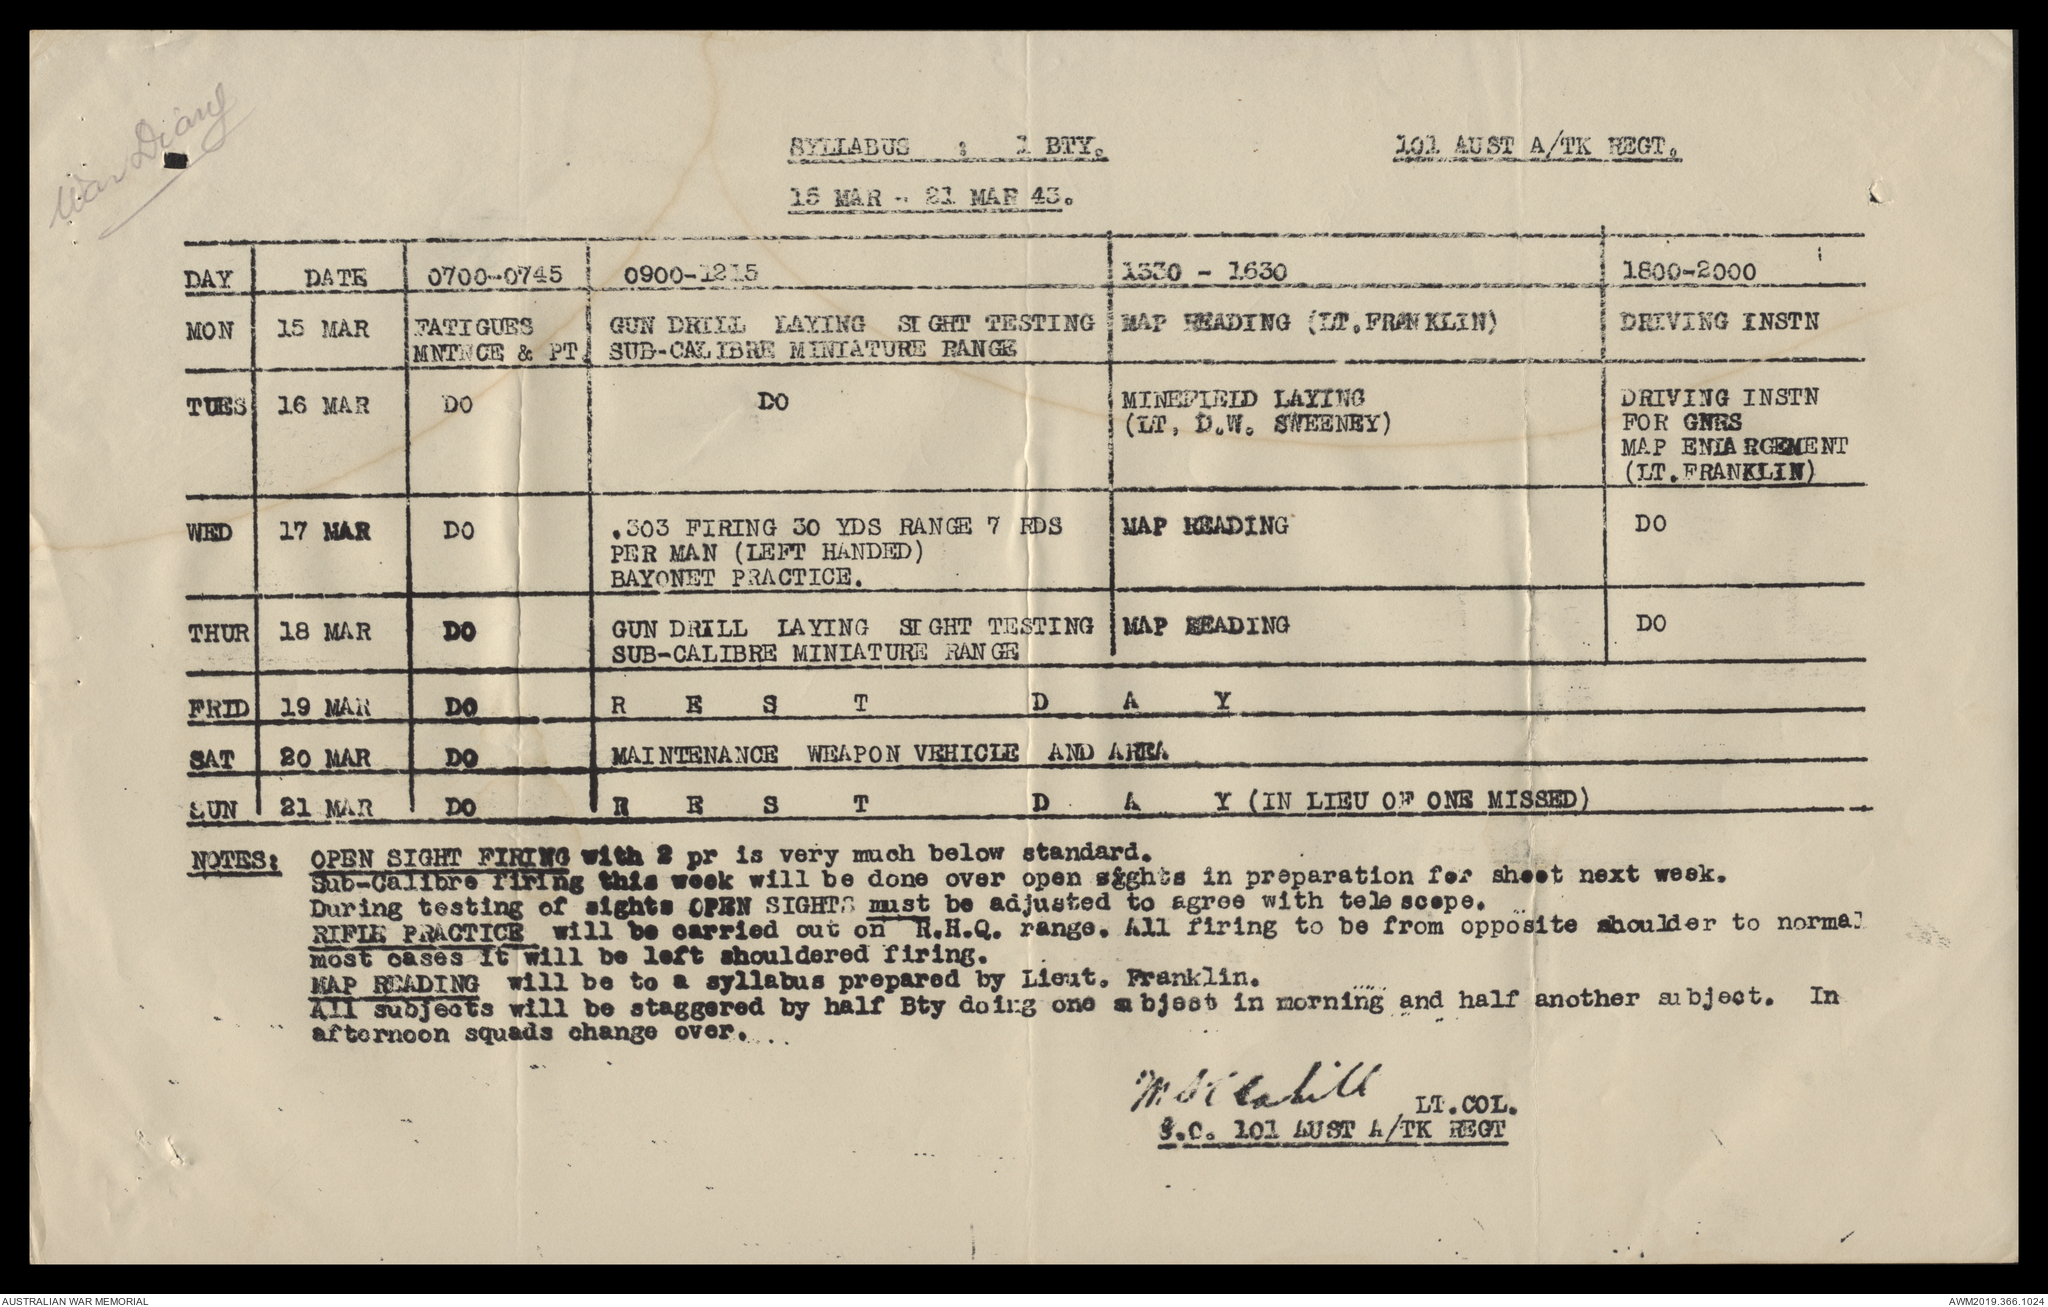 War Diary
SYLLABUS : 1 BTY. 101 AUST A/TK REGT.
15 MAR - 21 MAR 43.
DAY DATE 0700-0745 0900-1215 1330 - 1630 1800-2000
MON 15 MAR FATIGUES GUN DRILL LAYING SIGHT TESTING MAP READING (LT.FRANKLIN) DRIVING INSTN
MNTNCE & PT. SUB-CALIBRE MINIATURE RANGE
TUES 16 MAR DO DO MINEFIELD LAYING DRIVING INSTN
(LT, D.W. SWEENEY) FOR GNRS
MAP ENLARGEMENT
(LT.FRANKLIN)
WED 17 MAR DO .303 FIRING 30 YDS RANGE 7 RDS MAP READING DO
PER MAN (LEFT HANDED)
BAYONET PRACTICE.
THUR 18 MAR DO GUN DRILL LAYING SIGHT TESTING MAP READING DO
SUB-CALIBRE MINIATURE RANGE
FRID 19 MAR DO R E S T D A Y
SAT 20 MAR DO MAINTENANCE WEAPON VEHICLE AND AREA
SUN 21 MAR DO R E S T D A Y (IN LIEU OF ONE MISSED)
NOTES: OPEN SIGHT FIRING with 2 pr is very much below standard.
Sub-Calibre firing this week will be done over open sights in preparation for shoot next week.
During testing of sights OPEN SIGHTS must be adjusted to agree with telescope.
RIFLE PRACTICE will be carried out on R.H.Q. range. All firing to be from opposite shoulder to normal
most cases it will be left shouldered firing.
MAP READING will be to a syllabus prepared by Lieut. Franklin.
All subjects will be staggered by half Bty doing one subject in morning and half another subject. In
afternoon squads change over.
LT.COL.
C.O. 101 AUST A/TK REGT
AUSTRALIAN WAR MEMORIAL AWM2019.366.1024